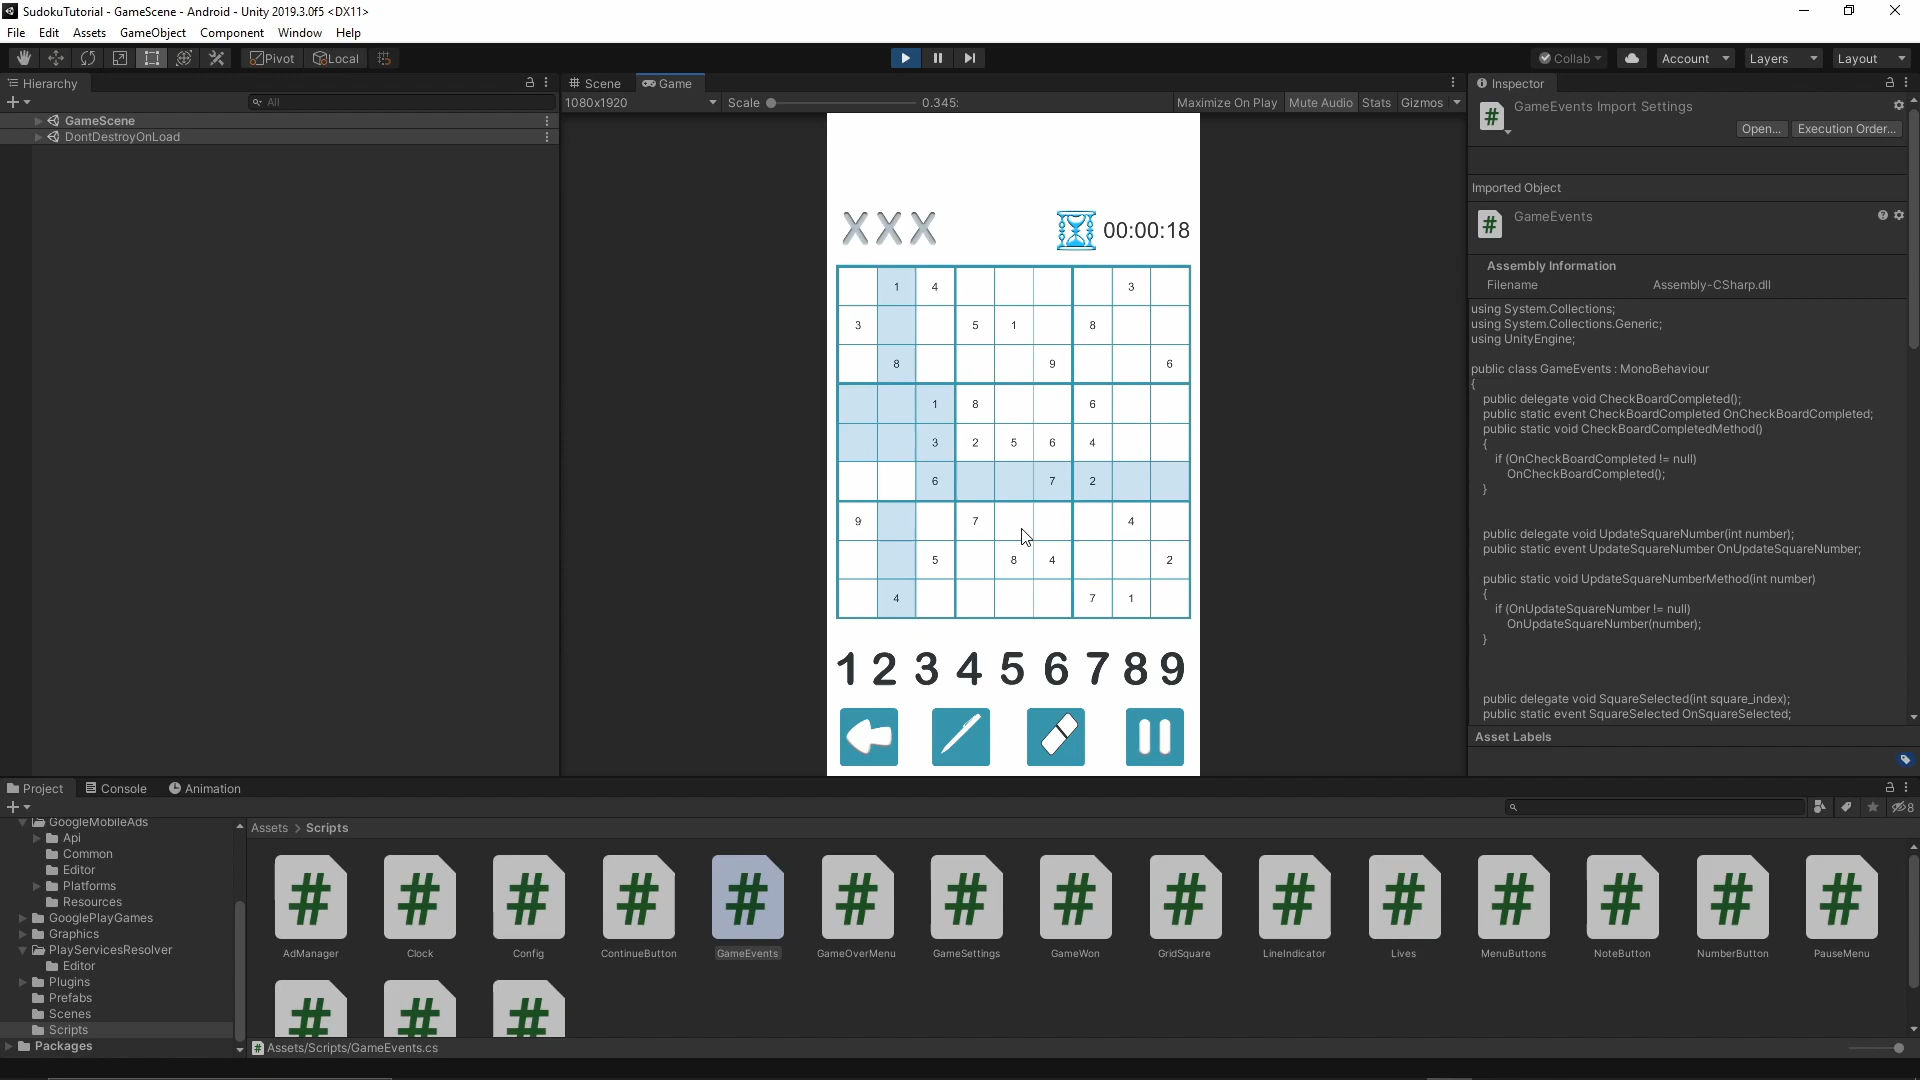 SudokuTutorial - GameScene - Android - Unity 2019.3.0f5 <DX11>
File Edit Assets GameObject Component Window Help
Pivot Local Collab Account Layers Layout
Hierarchy
All
GameScene
DontDestroyOnLoad
Scene Game
1080x1920 Scale 0.345: Maximize On Play Mute Audio Stats Gizmos
X X X 00:00:18
1 4 3
3 5 1 8
8 9 6
1 8 6
3 2 5 6 4
6 7 2
9 7 4
5 8 4 2
4 7 1
1 2 3 4 5 6 7 8 9
Inspector
# GameEvents Import Settings
Open... Execution Order...
Imported Object
# GameEvents
Assembly Information
Filename Assembly-CSharp.dll
using System.Collections;
using System.Collections.Generic;
using UnityEngine;
public class GameEvents : MonoBehaviour
{
public delegate void CheckBoardCompleted();
public static event CheckBoardCompleted OnCheckBoardCompleted;
public static void CheckBoardCompletedMethod()
{
if (OnCheckBoardCompleted != null)
OnCheckBoardCompleted();
}
public delegate void UpdateSquareNumber(int number);
public static event UpdateSquareNumber OnUpdateSquareNumber;
public static void UpdateSquareNumberMethod(int number)
{
if (OnUpdateSquareNumber != null)
OnUpdateSquareNumber(number);
}
public delegate void SquareSelected(int square_index);
public static event SquareSelected OnSquareSelected;
Asset Labels
Project Console Animation
8
GoogleMobileAds
Api
Common
Editor
Platforms
Resources
GooglePlayGames
Graphics
PlayServicesResolver
Editor
Plugins
Prefabs
Scenes
Scripts
Packages
Assets > Scripts
# # # # # # # # # # # # # # #
AdManager Clock Config ContinueButton GameEvents GameOverMenu GameSettings GameWon GridSquare LineIndicator Lives MenuButtons NoteButton NumberButton PauseMenu
# # #
Assets/Scripts/GameEvents.cs